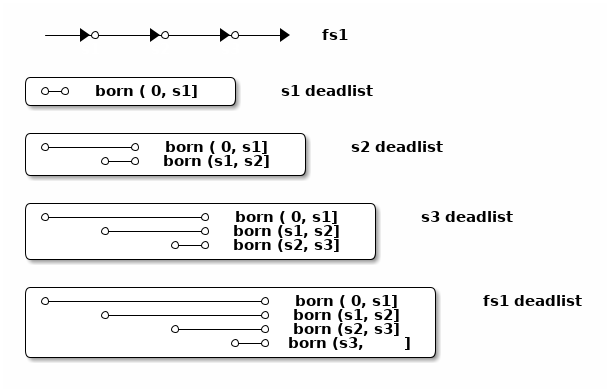 fs1
born ( 0, s1]
s1 deadlist
born ( 0, s1]
s2 deadlist
born (s1, s2]
born ( 0, s1]
s3 deadlist
born (s1, s2]
born (s2, s3]
born ( 0, s1]
fs1 deadlist
born (s1, s2]
born (s2, s3]
born (s3, ]